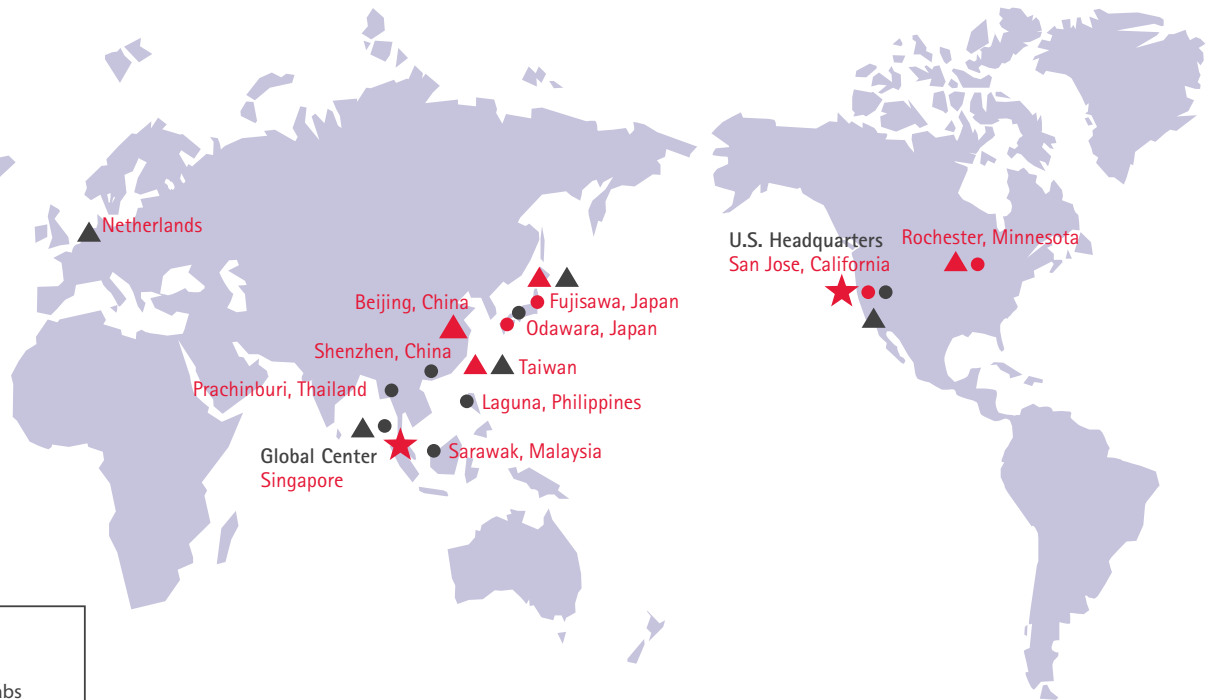 Netherlands
U.S. Headquarters
San Jose, California
Rochester, Minnesota
Beijing, China
Fujisawa, Japan
Odawara, Japan
Shenzhen, China
Taiwan
Prachinburi, Thailand
Laguna, Philippines
Global Center
Singapore
Sarawak, Malaysia